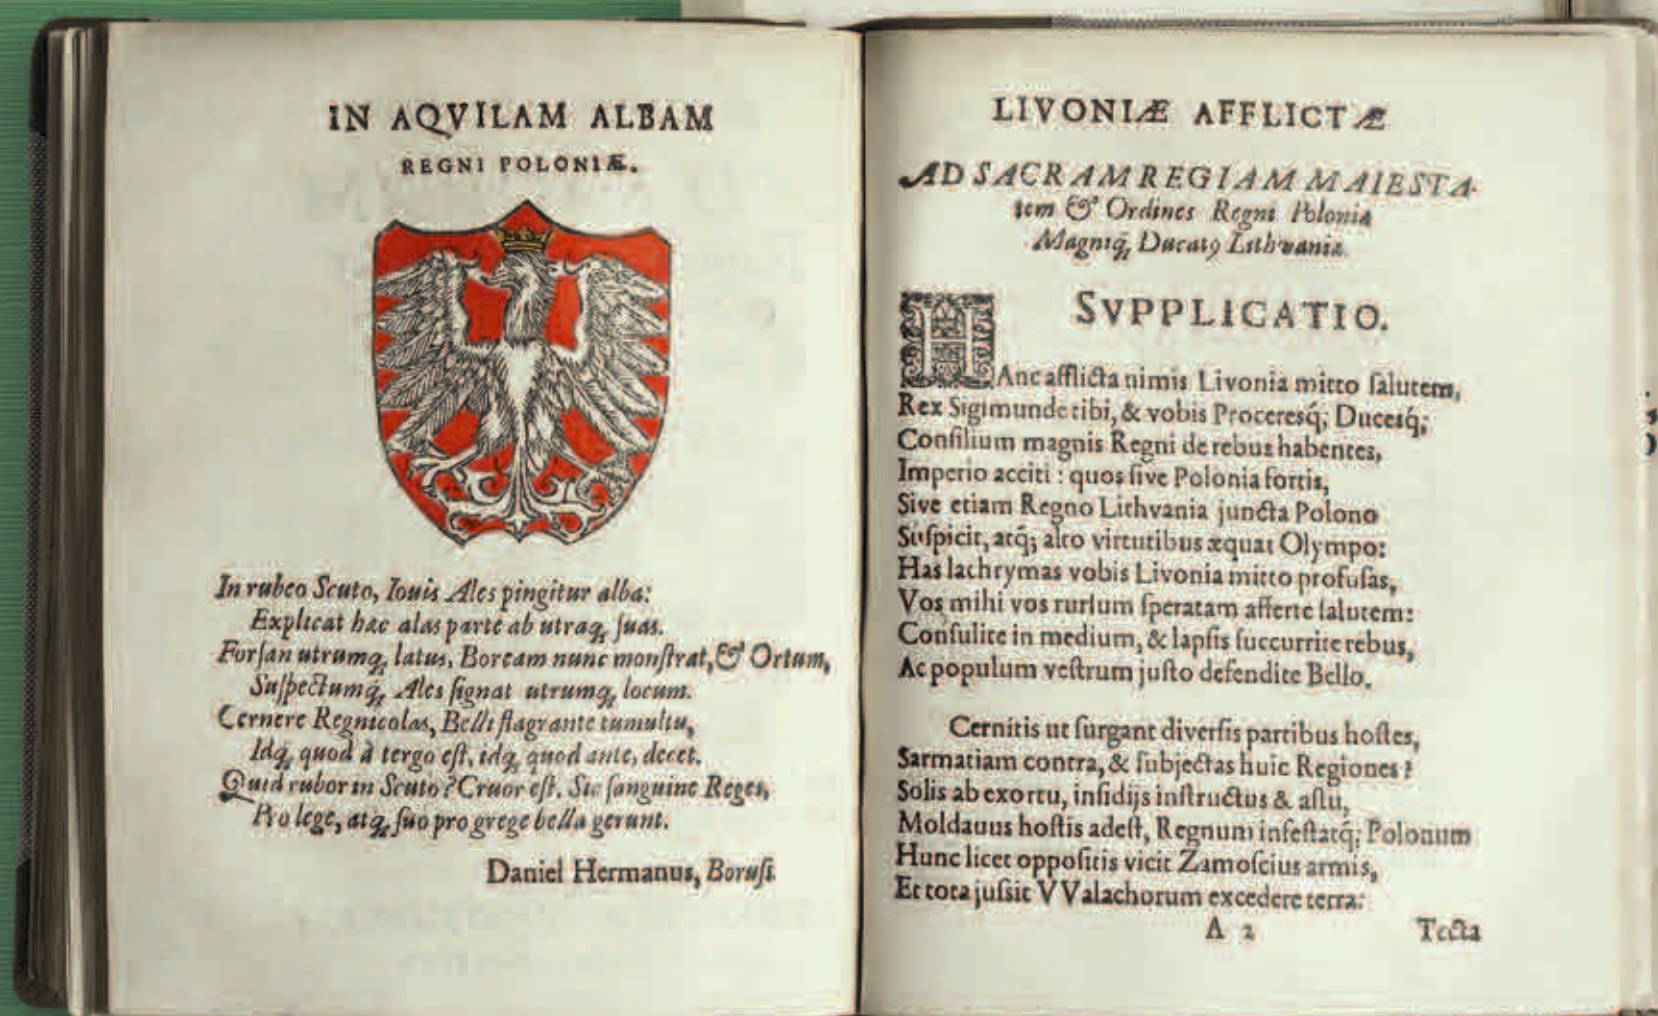 IN AQVILAM ALBAM
REGNI POLONIÆ.
In rubeo Scuto, Iouis Ales pingitur alba:
Explicat hæc alas parte ab utraq; suas.
Forſan utrumq; latus, Boream nunc monſtrat, & Ortum,
Suſpectumq́; Ales ſignat utrumq; locum.
Cernere Regnicolas, Belli flagrante tumultu,
Idq; quod à tergo eſt, idq; quod ante, decet.
Quid rubor in Scuto? Cruor eſt. Sic ſanguine Reges,
Pro lege, atq; ſuo pro grege bella gerunt.
Daniel Hermanus, Boruſſ.
LIVONIÆ AFFLICTÆ
AD SACRAM REGIAM MAIESTA-
tem & Ordines Regni Poloniæ
Magniq́; Ducatꝰ Lithvaniæ.
SVPPLICATIO.
HAnc afflicta nimis Livonia mitto ſalutem,
Rex Sigimunde tibi, & vobis Proceresq́; Ducesq́;
Conſilium magnis Regni de rebus habentes,
Imperio acciti: quos ſive Polonia fortis,
Sive etiam Regno Lithvania juncta Polono
Suſpicit, atq́; alto virtutibus æquat Olympo:
Has lachrymas vobis Livonia mitto profuſas,
Vos mihi vos rurſum ſperatam afferte ſalutem:
Conſulite in medium, & lapſis ſuccurrite rebus,
Ac populum veſtrum juſto defendite Bello.
Cernitis ut ſurgant diverſis partibus hoſtes,
Sarmatiam contra, & ſubjectas huic Regiones?
Solis ab exortu, inſidijs inſtructus & aſtu,
Moldauus hoſtis adeſt, Regnum infeſtatq́; Polonum
Hunc licet oppoſitis vicit Zamoſcius armis,
Et tota juſsit VValachorum excedere terra:
A 2
Tecta